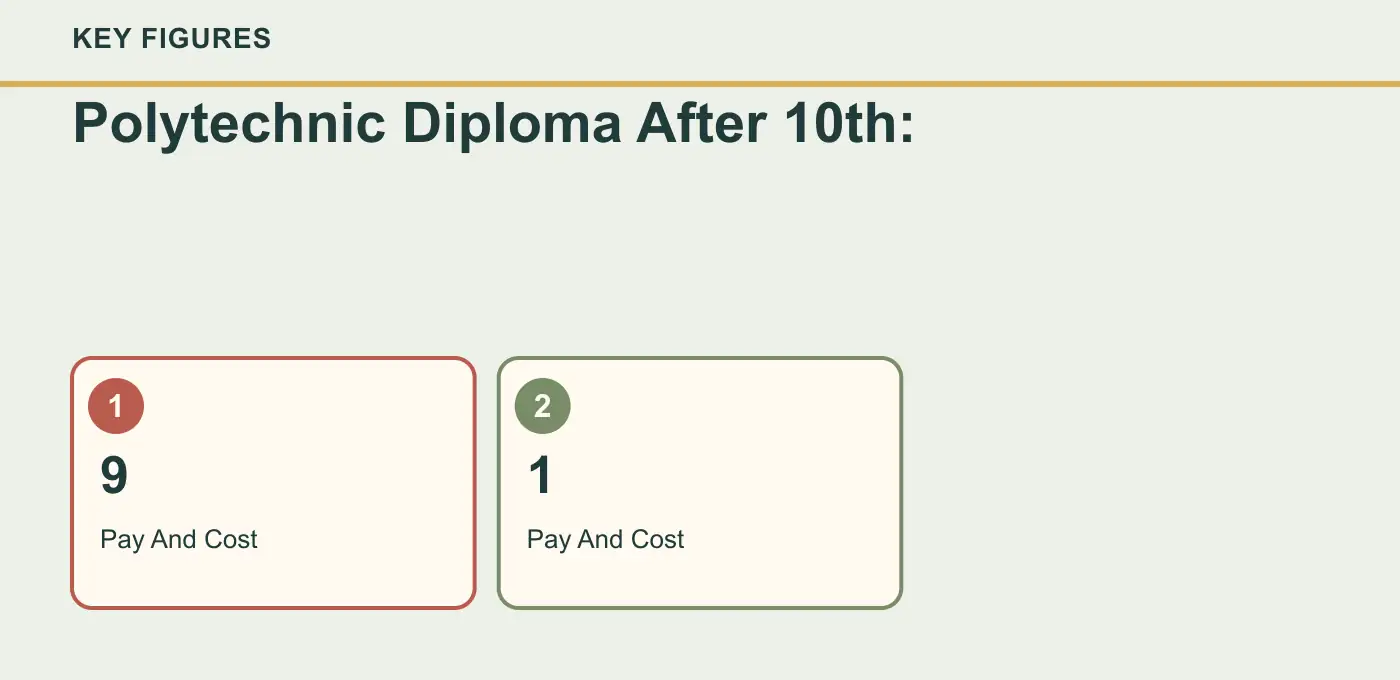 KEY FIGURES
Polytechnic Diploma After 10th:
1
9
Pay And Cost
2
1
Pay And Cost